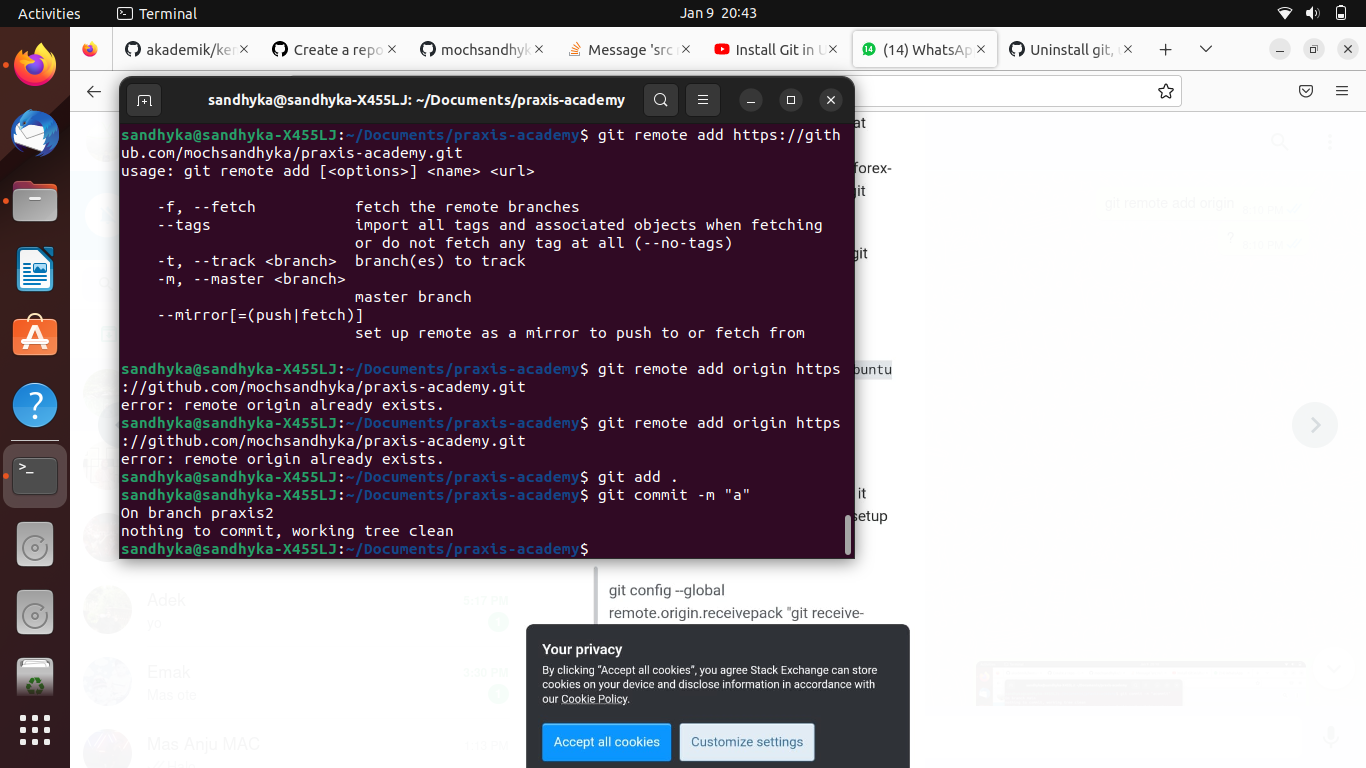 Activities
Terminal
Jan 9 20:43
akademik/ker
Create a repo
mochsandhyk
Message 'src r
Install Git in U
14
(14) WhatsAp
Uninstall git, u
sandhyka@sandhyka-X455LJ: ~/Documents/praxis-academy
sandhyka@sandhyka-X455LJ:~/Documents/praxis-academy$ git remote add https://gith
ub.com/mochsandhyka/praxis-academy.git
usage: git remote add [<options>] <name> <url>
-f, --fetch fetch the remote branches
--tags import all tags and associated objects when fetching
or do not fetch any tag at all (--no-tags)
-t, --track <branch> branch(es) to track
-m, --master <branch>
master branch
--mirror[=(push|fetch)]
set up remote as a mirror to push to or fetch from
sandhyka@sandhyka-X455LJ:~/Documents/praxis-academy$ git remote add origin https
://github.com/mochsandhyka/praxis-academy.git
error: remote origin already exists.
sandhyka@sandhyka-X455LJ:~/Documents/praxis-academy$ git remote add origin https
://github.com/mochsandhyka/praxis-academy.git
error: remote origin already exists.
sandhyka@sandhyka-X455LJ:~/Documents/praxis-academy$ git add .
sandhyka@sandhyka-X455LJ:~/Documents/praxis-academy$ git commit -m "a"
On branch praxis2
nothing to commit, working tree clean
sandhyka@sandhyka-X455LJ:~/Documents/praxis-academy$
at
forex-
git
git
buntu
it
setup
git remote add origin
?
git config --global
remote.origin.receivepack "git receive-
Adek
yo
Emak
Mas Anju MAC
Your privacy
By clicking “Accept all cookies”, you agree Stack Exchange can store
cookies on your device and disclose information in accordance with
our Cookie Policy.
Accept all cookies
Customize settings